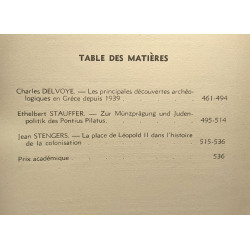 TABLE DES MATIÈRES
Charles DELVOYE. — Les principales découvertes archéo-
logiques en Grèce depuis 1939 461-494
Ethelbert STAUFFER. — Zur Münzprägung und Juden-
politik des Pontius Pilatus. 495-514
Jean STENGERS. — La place de Léopold II dans l'histoire
de la colonisation 515-536
Prix académique 536